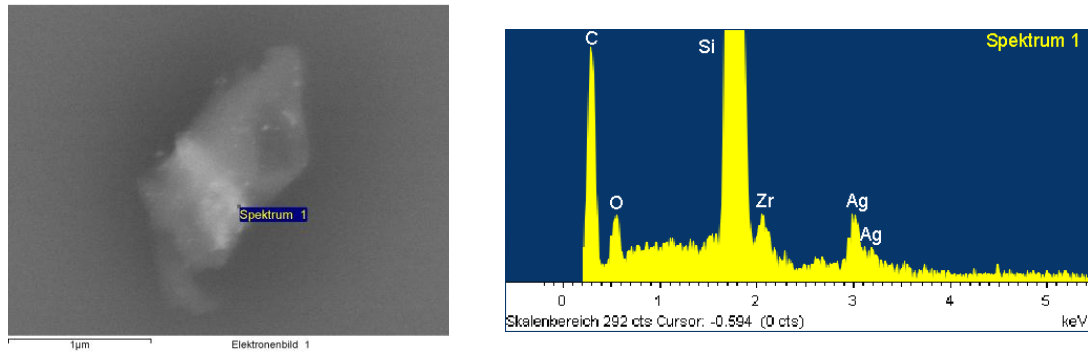 Spektrum 1
1µm
Elektronenbild 1
Spektrum 1
C
Si
O
Zr
Ag
Ag
0 1 2 3 4 5
Skalenbereich 292 cts Cursor: -0.594 (0 cts)
keV